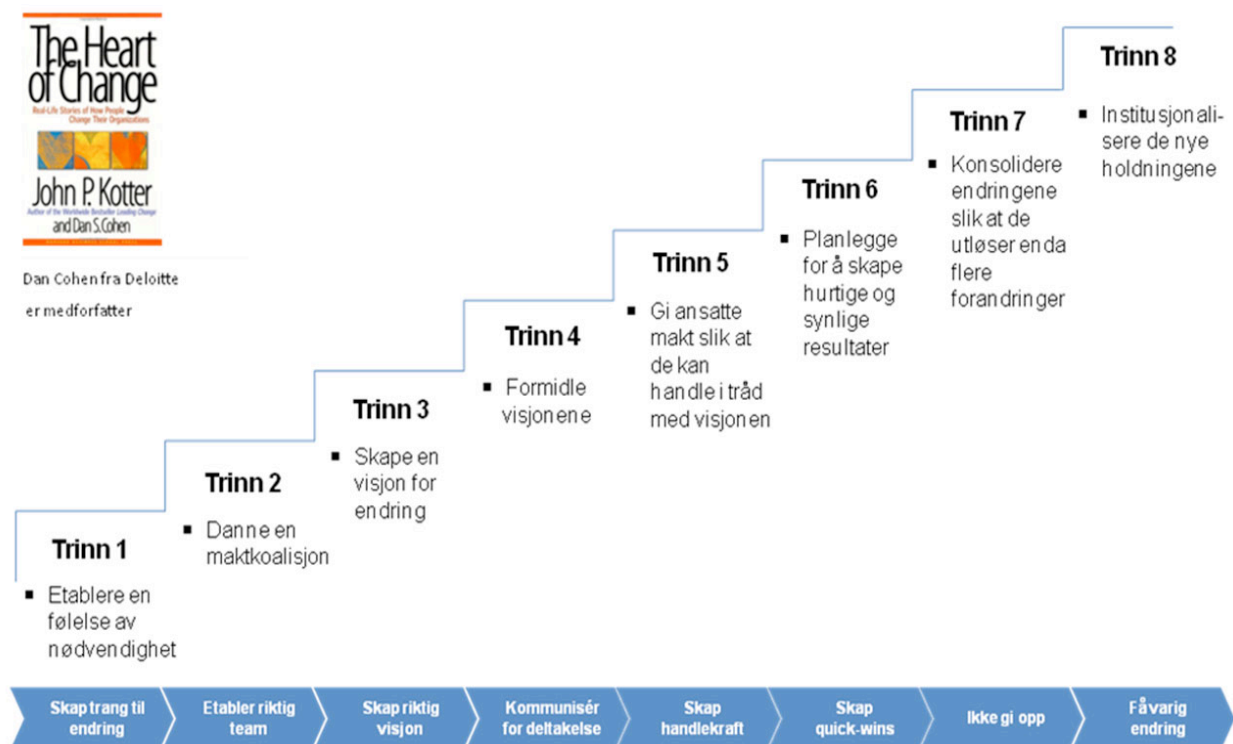 The Heart
of Change
Real-Life Stories of How People
Change Their Organizations
John P. Kotter
Author of the Worldwide Bestseller Leading Change
and Dan S. Cohen
Dan Cohen fra Deloitte
er medforfatter
Trinn 1
Etablere en
følelse av
nødvendighet
Trinn 2
Danne en
maktkoalisjon
Trinn 3
Skape en
visjon for
endring
Trinn 4
Formidle
visjonene
Trinn 5
Gi ansatte
makt slik at
de kan
handle i tråd
med visjonen
Trinn 6
Planlegge
for å skape
hurtige og
synlige
resultater
Trinn 7
Konsolidere
endringene
slik at de
utløser enda
flere
forandringer
Trinn 8
Institusjonali-
sere de nye
holdningene
Skap trang til
endring
Etabler riktig
team
Skap riktig
visjon
Kommunisér
for deltakelse
Skap
handlekraft
Skap
quick-wins
Ikke gi opp
Få varig
endring